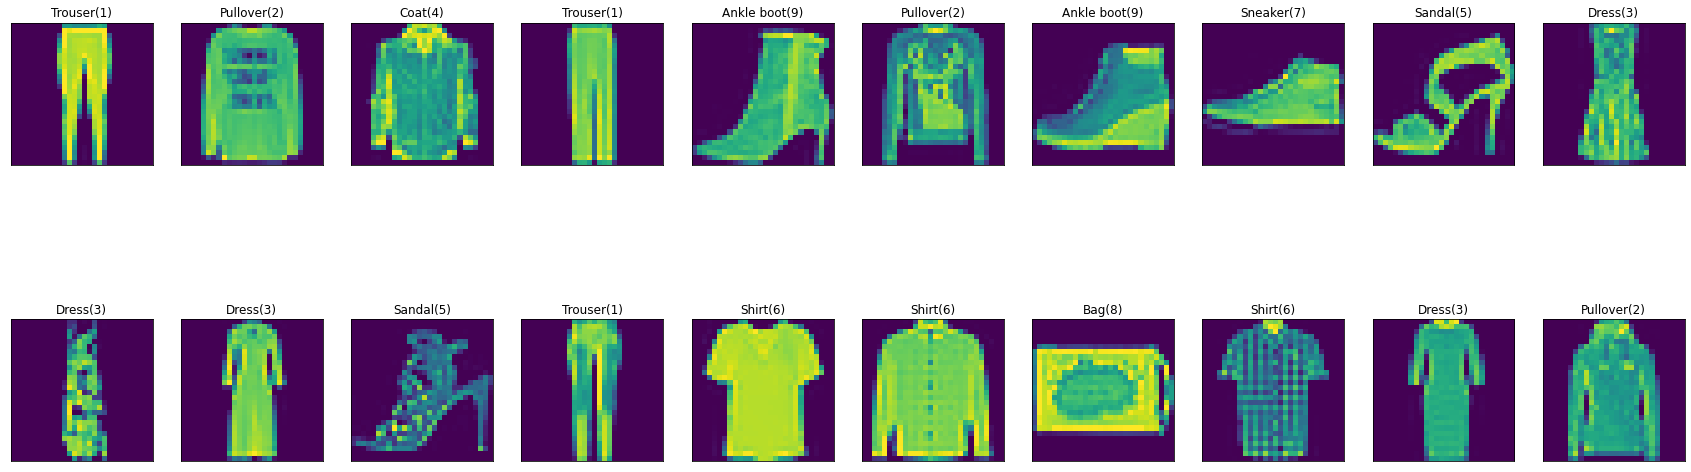 Trouser(1) Pullover(2) Coat(4) Trouser(1) Ankle boot(9) Pullover(2) Ankle boot(9) Sneaker(7) Sandal(5) Dress(3)
Dress(3) Dress(3) Sandal(5) Trouser(1) Shirt(6) Shirt(6) Bag(8) Shirt(6) Dress(3) Pullover(2)